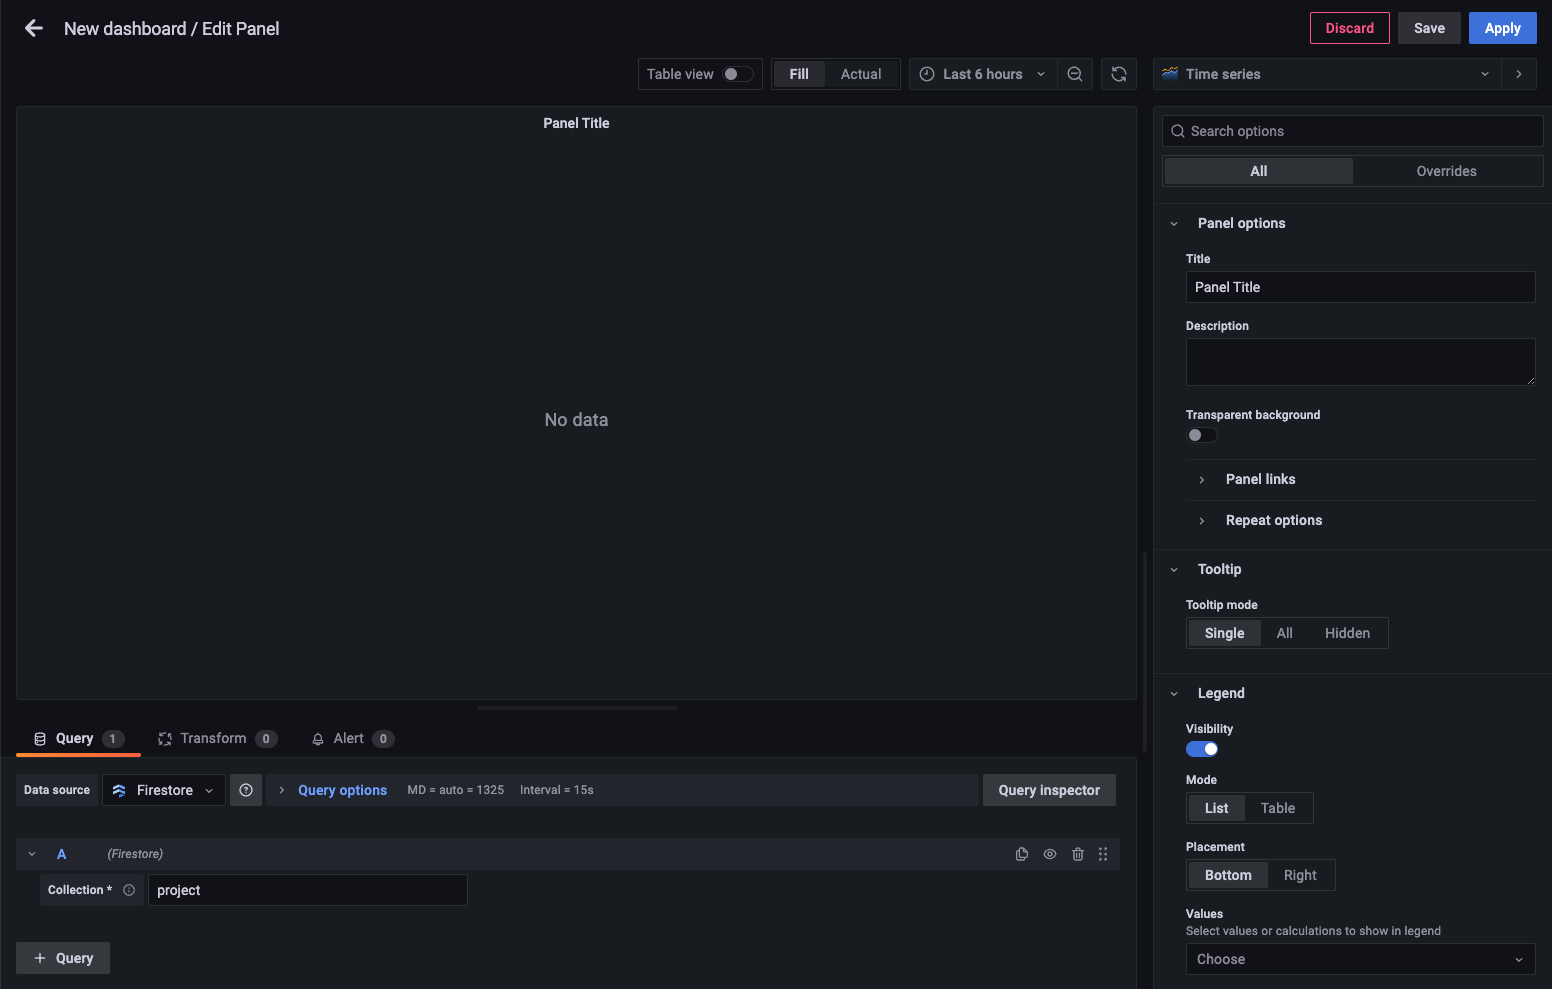 New dashboard / Edit Panel
Discard
Save
Apply
Table view
Fill
Actual
Last 6 hours
Time series
Panel Title
No data
Search options
All
Overrides
Panel options
Title
Panel Title
Description
Transparent background
Panel links
Repeat options
Tooltip
Tooltip mode
Single
All
Hidden
Legend
Visibility
Mode
List
Table
Placement
Bottom
Right
Values
Select values or calculations to show in legend
Choose
Query 1
Transform 0
Alert 0
Data source
Firestore
Query options
MD = auto = 1325
Interval = 15s
Query inspector
A
(Firestore)
Collection *
project
+ Query